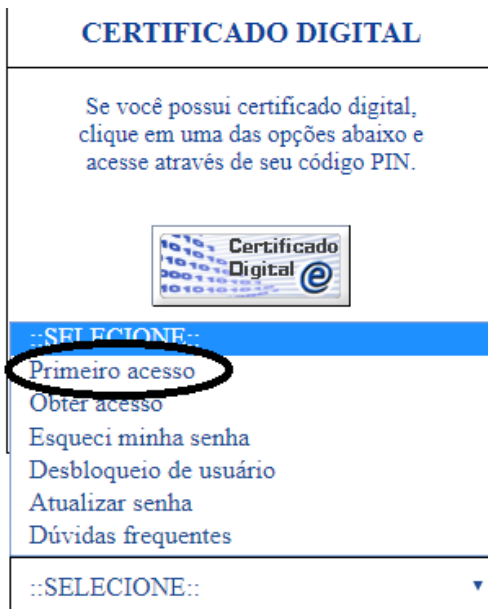 CERTIFICADO DIGITAL
Se você possui certificado digital,
clique em uma das opções abaixo e
acesse através de seu código PIN.
Certificado
Digital
::SELECIONE::
Primeiro acesso
Obter acesso
Esqueci minha senha
Desbloqueio de usuário
Atualizar senha
Dúvidas frequentes
::SELECIONE::